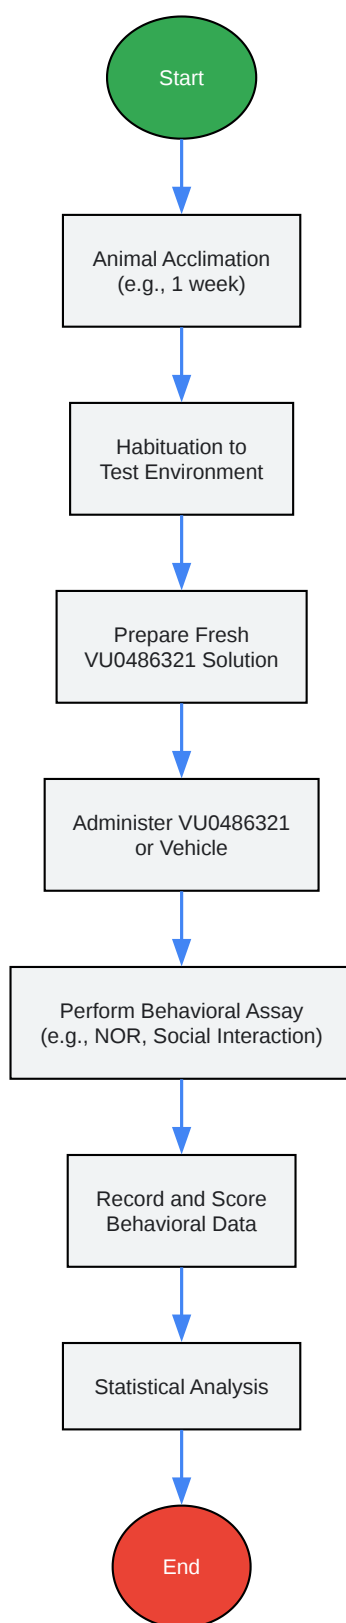 Start
Animal Acclimation
(e.g., 1 week)
Habituation to
Test Environment
Prepare Fresh
VU0486321 Solution
Administer VU0486321
or Vehicle
Perform Behavioral Assay
(e.g., NOR, Social Interaction)
Record and Score
Behavioral Data
Statistical Analysis
End